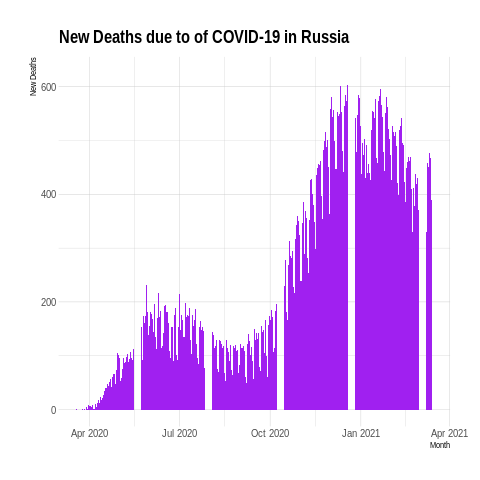 New Deaths due to of COVID-19 in Russia
New Deaths
600
400
200
0
Apr 2020 Jul 2020 Oct 2020 Jan 2021 Apr 2021
Month